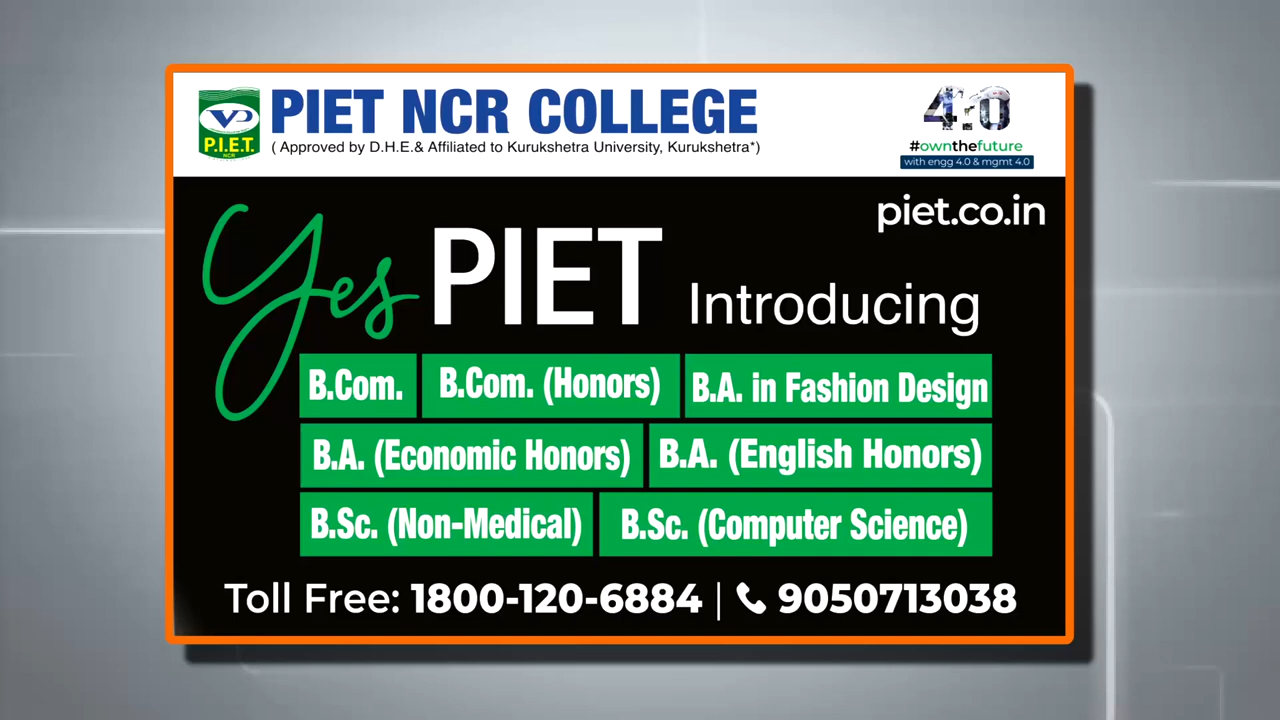 VP
P.I.E.T.
NCR
PIET NCR COLLEGE
( Approved by D.H.E.& Affiliated to Kurukshetra University, Kurukshetra*)
4.0
#ownthefuture
with engg 4.0 & mgmt 4.0
piet.co.in
Yes PIET Introducing
B.Com. B.Com. (Honors) B.A. in Fashion Design
B.A. (Economic Honors) B.A. (English Honors)
B.Sc. (Non-Medical) B.Sc. (Computer Science)
Toll Free: 1800-120-6884 | 9050713038